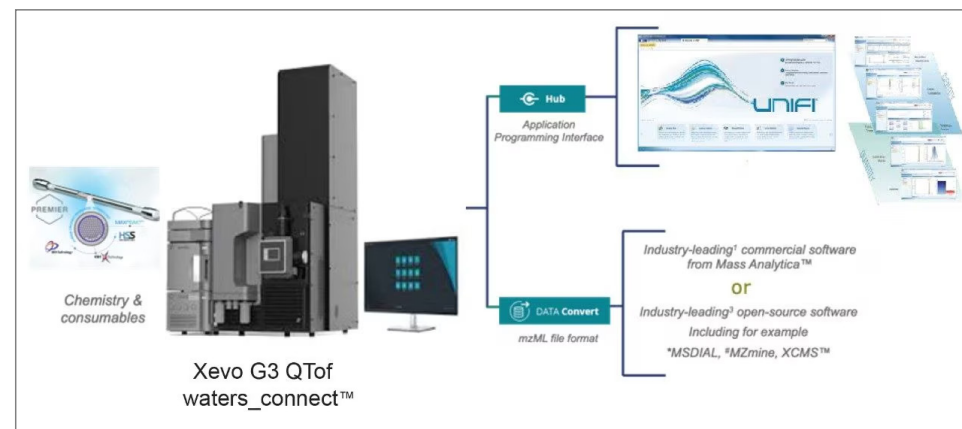 PREMIER
HSS
Chemistry &
consumables
Xevo G3 QTof
waters_connect™
Hub
Application
Programming Interface
UNIFI
DATA Convert
mzML file format
Industry-leading¹ commercial software
from Mass Analytica™
or
Industry-leading³ open-source software
Including for example
*MSDIAL, #MZmine, XCMS™